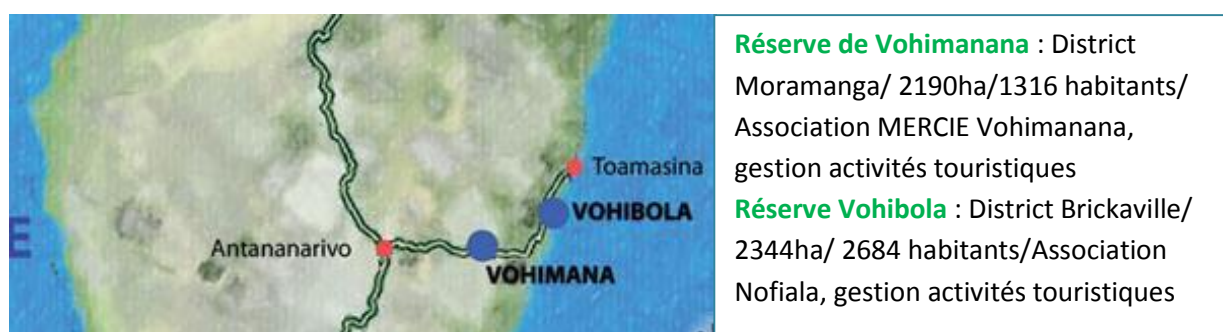 E
Toamasina
VOHIBOLA
Antananarivo
VOHIMANA
Réserve de Vohimanana : District
Moramanga/ 2190ha/1316 habitants/
Association MERCIE Vohimanana,
gestion activités touristiques
Réserve Vohibola : District Brickaville/
2344ha/ 2684 habitants/Association
Nofiala, gestion activités touristiques